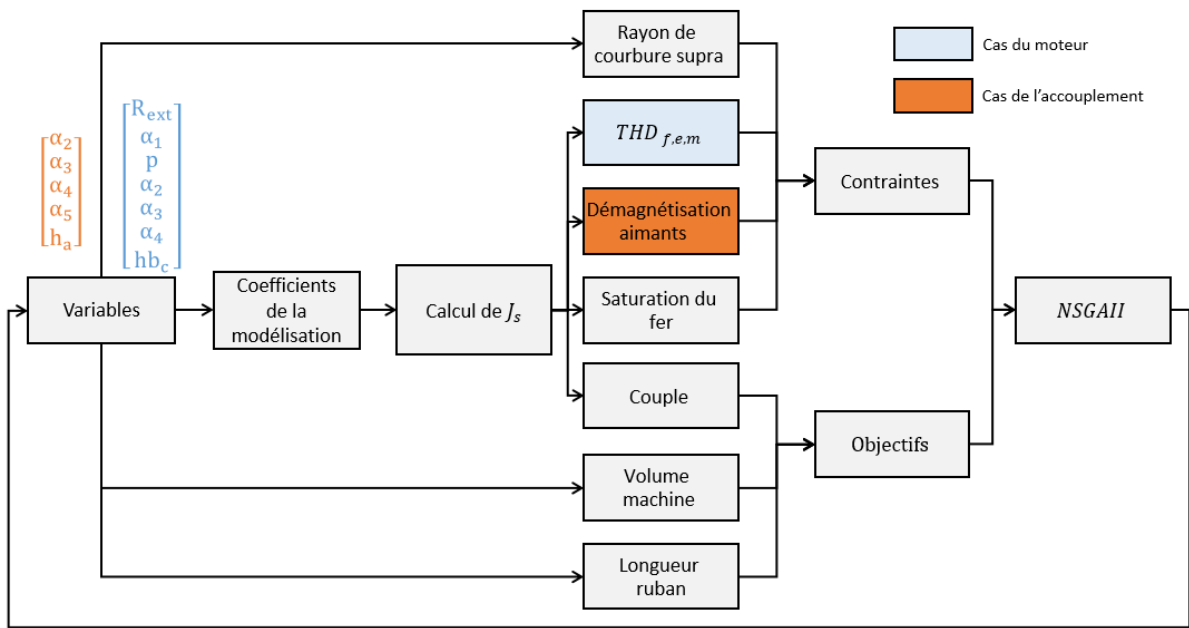 Rayon de
courbure supra
Cas du moteur
Cas de l’accouplement
α₂
α₃
α₄
α₅
hₐ
R_ext
α₁
p
α₂
α₃
α₄
hb_c
THD f,e,m
Démagnétisation
aimants
Contraintes
Variables
Coefficients
de la
modélisation
Calcul de Jₛ
Saturation du
fer
NSGAII
Couple
Objectifs
Volume
machine
Longueur
ruban